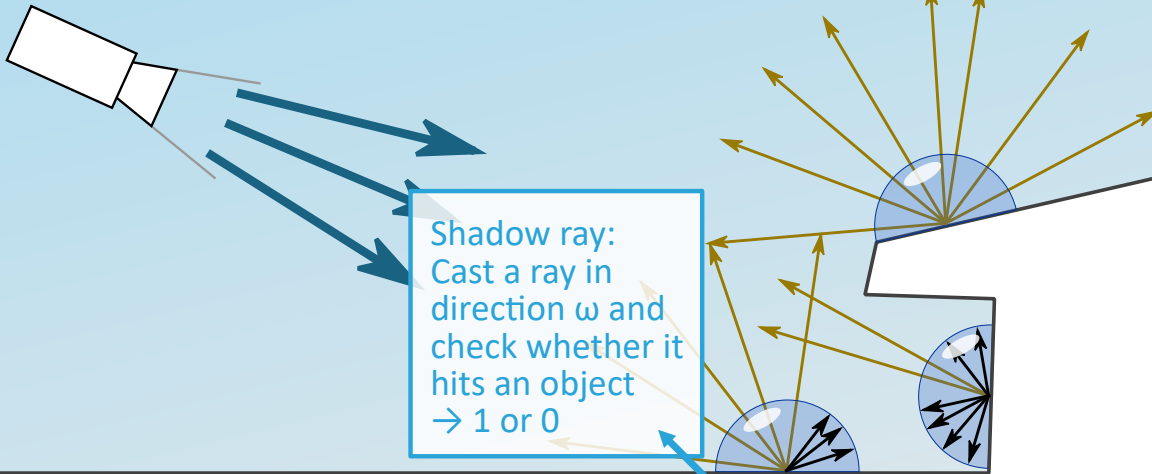 Shadow ray:
Cast a ray in
direction ω and
check whether it
hits an object
→ 1 or 0